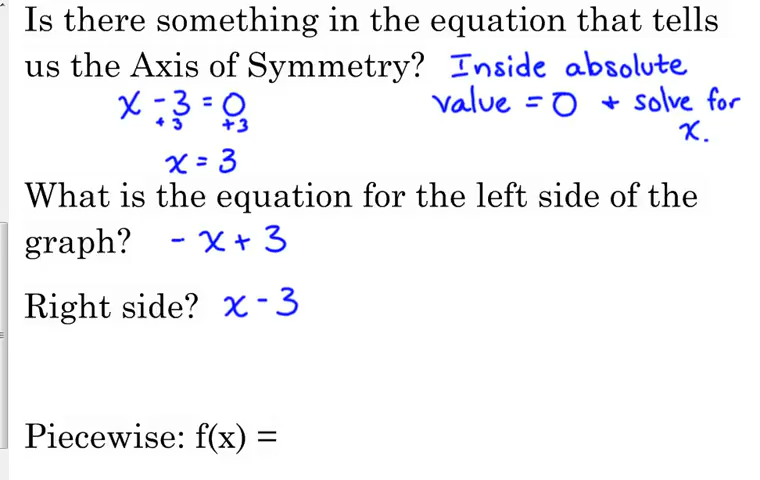 Is there something in the equation that tells
us the Axis of Symmetry? Inside absolute
x - 3 = 0 value = 0 + solve for
+3 +3 x.
x = 3
What is the equation for the left side of the
graph? - x + 3
Right side? x - 3
Piecewise: f(x) =